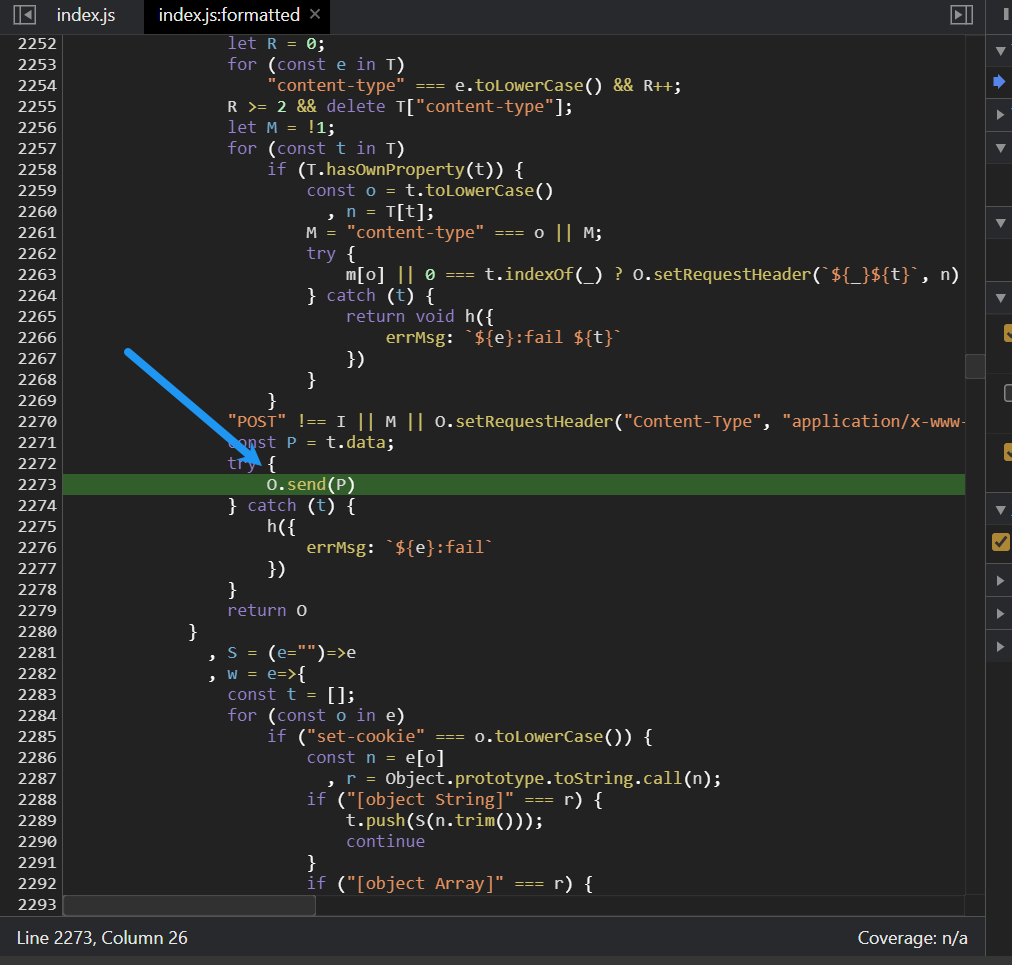 index.js index.js:formatted ×
2252 let R = 0;
2253 for (const e in T)
2254 "content-type" === e.toLowerCase() && R++;
2255 R >= 2 && delete T["content-type"];
2256 let M = !1;
2257 for (const t in T)
2258 if (T.hasOwnProperty(t)) {
2259 const o = t.toLowerCase()
2260 , n = T[t];
2261 M = "content-type" === o || M;
2262 try {
2263 m[o] || 0 === t.indexOf(_) ? O.setRequestHeader(`${_}${t}`, n)
2264 } catch (t) {
2265 return void h({
2266 errMsg: `${e}:fail ${t}`
2267 })
2268 }
2269 }
2270 "POST" !== I || M || O.setRequestHeader("Content-Type", "application/x-www-
2271 const P = t.data;
2272 try {
2273 O.send(P)
2274 } catch (t) {
2275 h({
2276 errMsg: `${e}:fail`
2277 })
2278 }
2279 return O
2280 }
2281 , S = (e="")=>e
2282 , w = e=>{
2283 const t = [];
2284 for (const o in e)
2285 if ("set-cookie" === o.toLowerCase()) {
2286 const n = e[o]
2287 , r = Object.prototype.toString.call(n);
2288 if ("[object String]" === r) {
2289 t.push(S(n.trim()));
2290 continue
2291 }
2292 if ("[object Array]" === r) {
2293
Line 2273, Column 26 Coverage: n/a